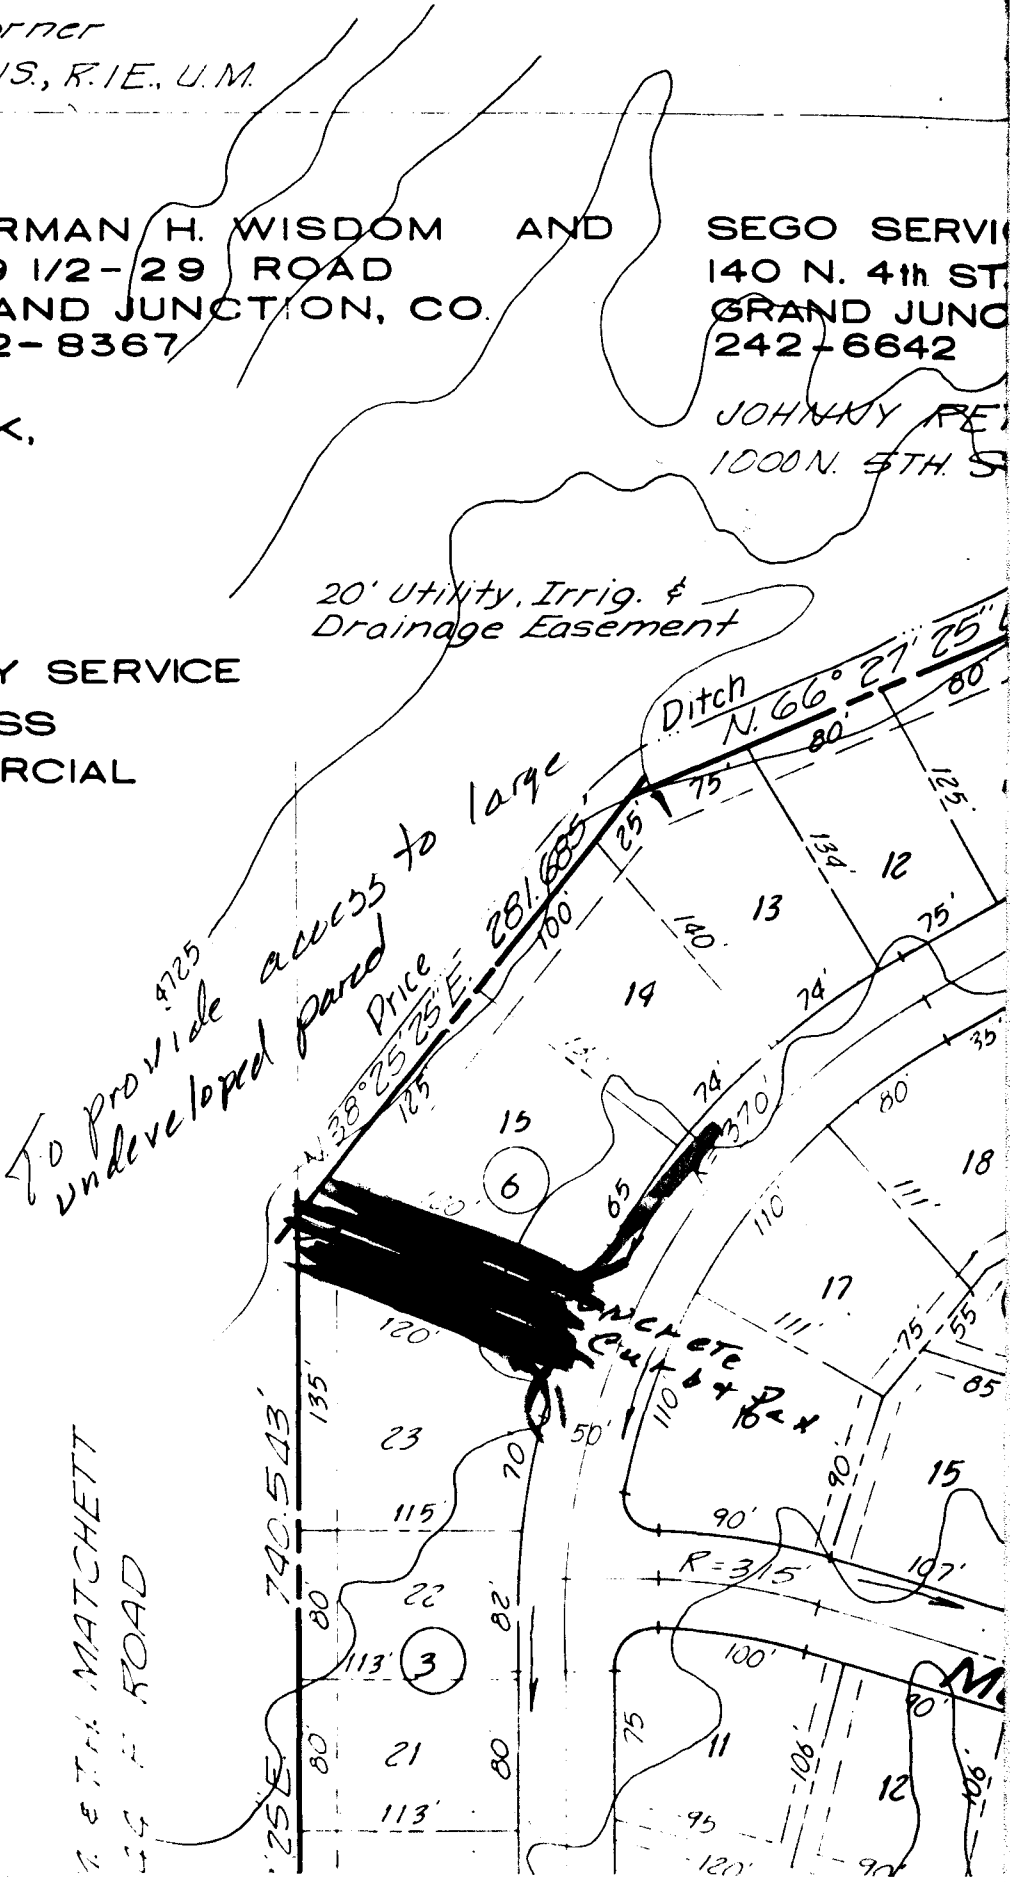 orner
S., R.1E., U.M.
RMAN H. WISDOM AND
9 1/2-29 ROAD
AND JUNCTION, CO.
2-8367
SEGO SERVI
140 N. 4th ST.
GRAND JUNC
242-6642
JOHNNY REY
1000 N. 5TH. S
X,
20' Utility, Irrig. &
Drainage Easement
Y SERVICE
SS
RCIAL
Ditch
N. 66° 27' 25" E
80'
80'
75'
25'
125'
134'
12
13
75'
140'
14
74'
To provide access to large
undeveloped parcel
4725
Price
N. 38° 25' 25" E. 281.685'
100'
125'
15
6
74'
R=370'
65
35'
80'
18
110'
111'
17
111'
75'
55'
85
120'
Concrete
Curb & Pax
110'
50'
135'
23
70
90'
15
740.543'
115'
90'
R=315'
107'
22
80'
82'
113'
3
100'
M
90'
21
80'
80'
75
11
106'
12
106'
113'
95
120'
90'
25 E.
& T.H. MATCHETT
F ROAD